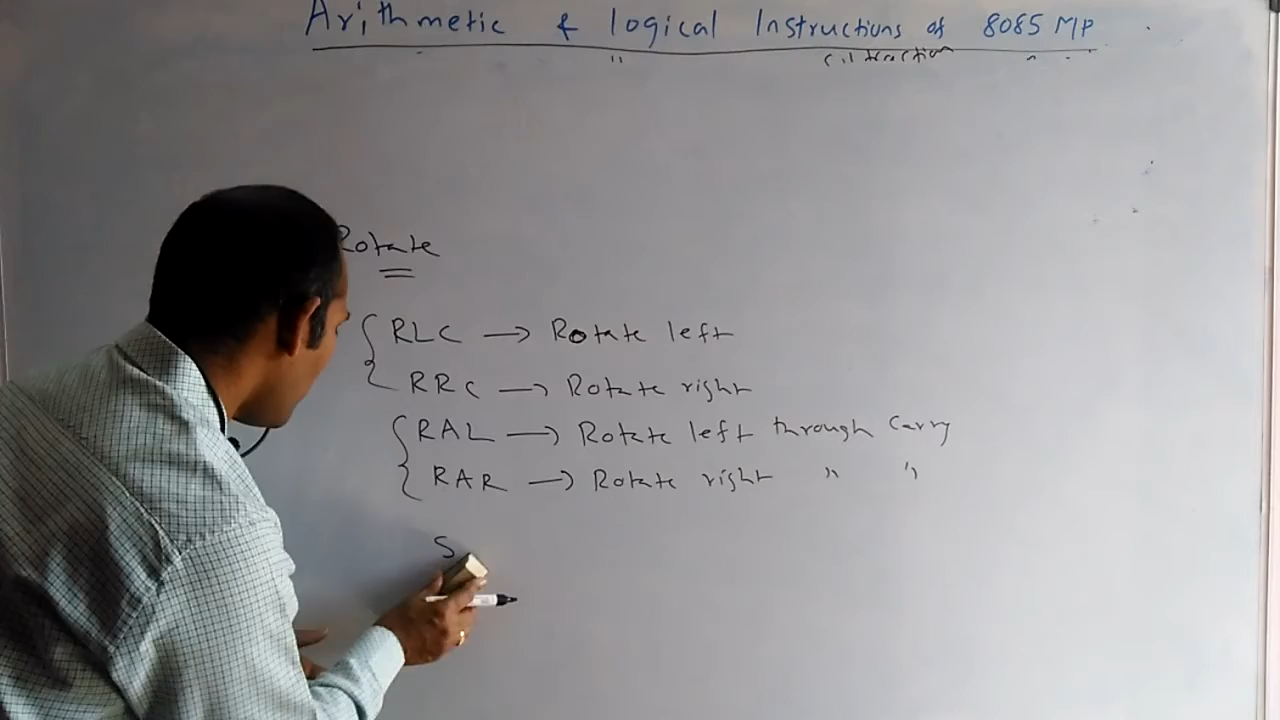 Arithmetic & logical Instructions of 8085 MP
" 
Rotate
RLC → Rotate left
RRC → Rotate right
RAL → Rotate left through Carry
RAR → Rotate right " "
S